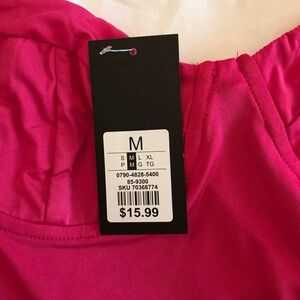 M
S M L XL
P M G TG
0790-4828-5400
85-9300
SKU 70368774
$15.99